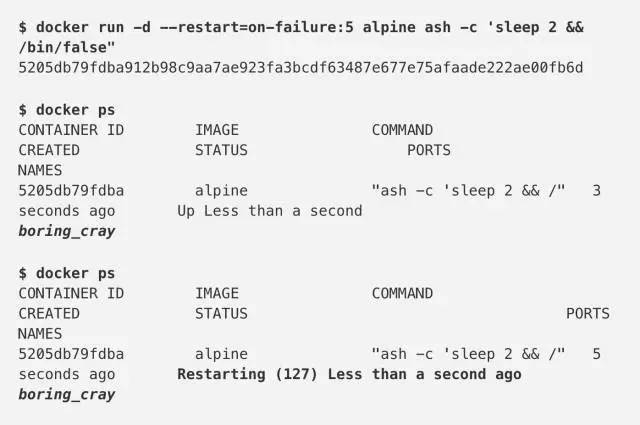 $ docker run -d --restart=on-failure:5 alpine ash -c 'sleep 2 &&
/bin/false"
5205db79fdba912b98c9aa7ae923fa3bcdf63487e677e75afaade222ae00fb6d
$ docker ps
CONTAINER ID IMAGE COMMAND
CREATED STATUS PORTS
NAMES
5205db79fdba alpine "ash -c 'sleep 2 && /" 3
seconds ago Up Less than a second
boring_cray
$ docker ps
CONTAINER ID IMAGE COMMAND
CREATED STATUS PORTS
NAMES
5205db79fdba alpine "ash -c 'sleep 2 && /" 5
seconds ago Restarting (127) Less than a second ago
boring_cray